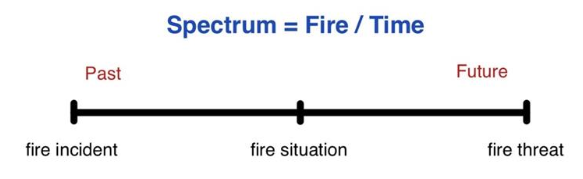 Spectrum = Fire / Time
Past
Future
fire incident
fire situation
fire threat